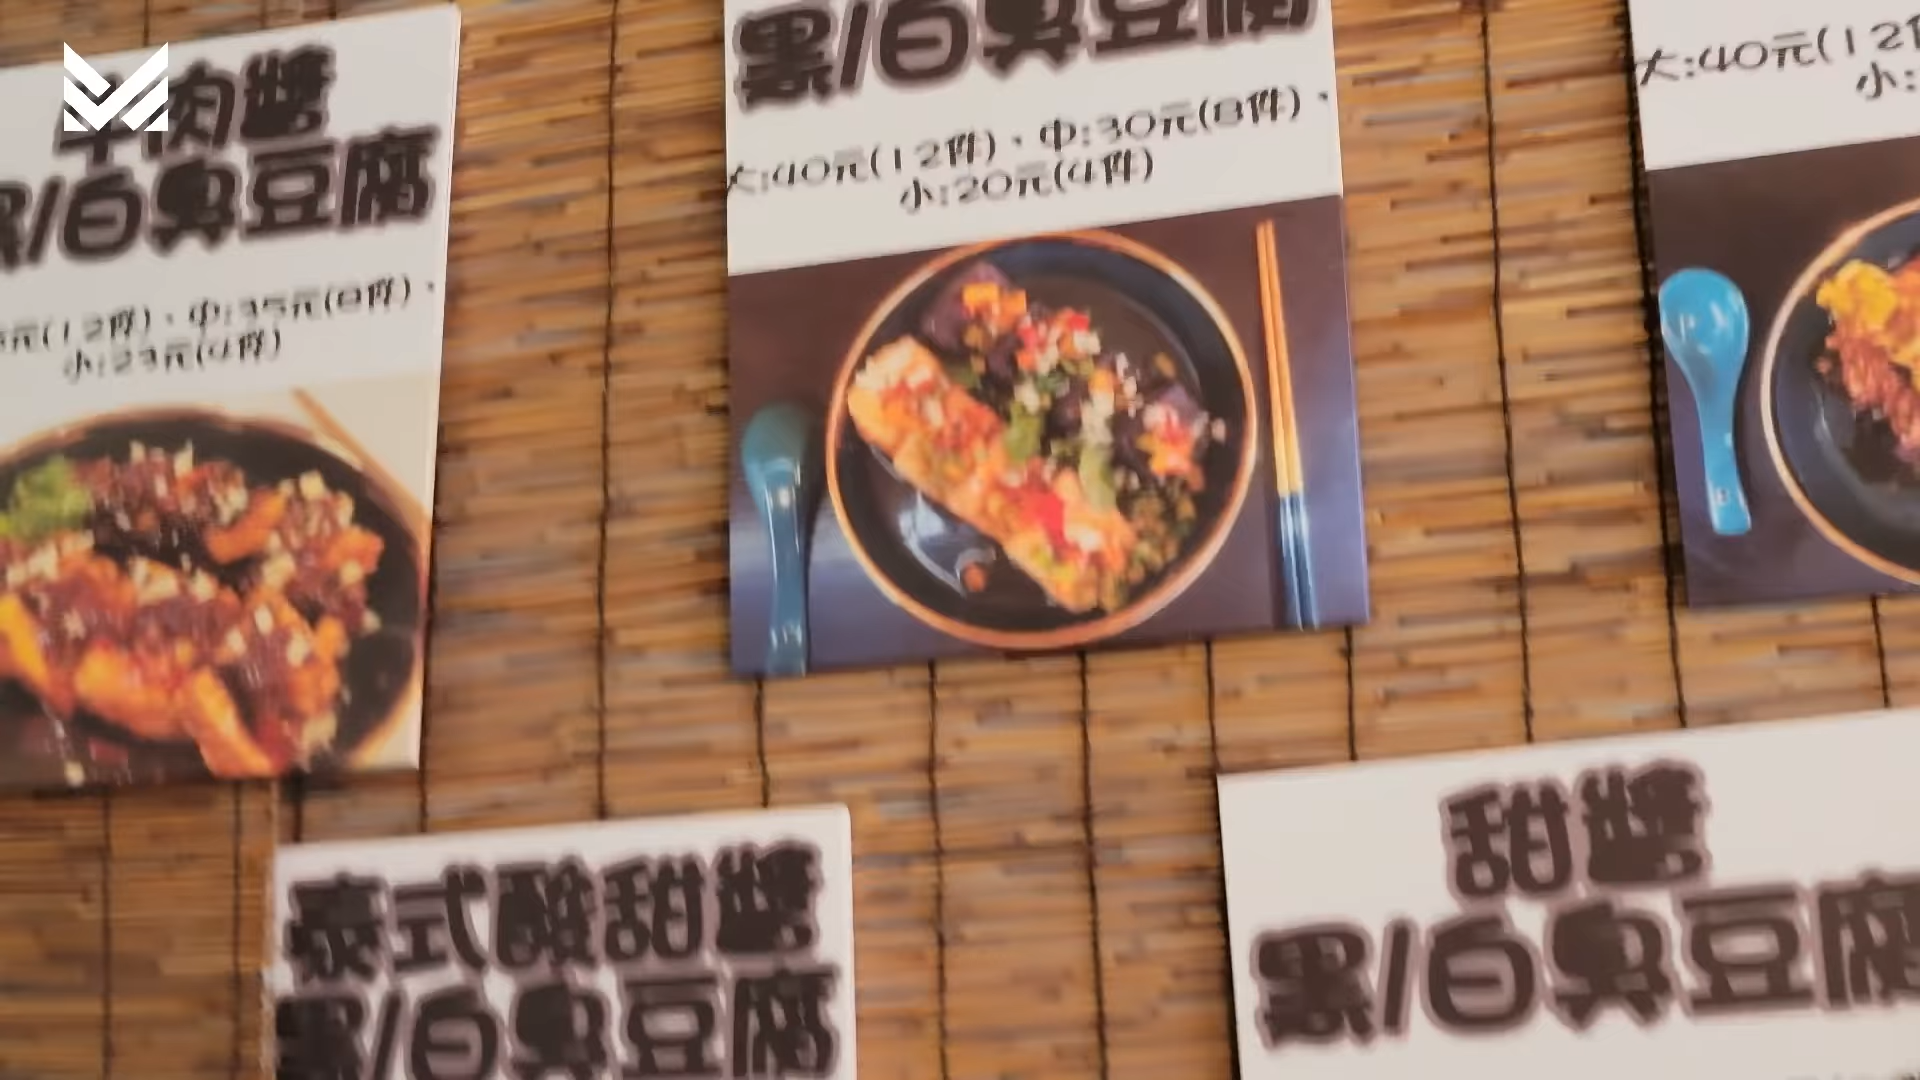 牛肉醬
黑/白臭豆腐
元(12件)、中:35元(8件)、
小:23元(4件)
黑/白臭豆腐
大:40元(12件)、中:30元(8件)、
小:20元(4件)
大:40元(12件
小:
泰式酸甜醬
黑/白臭豆腐
甜醬
黑/白臭豆腐